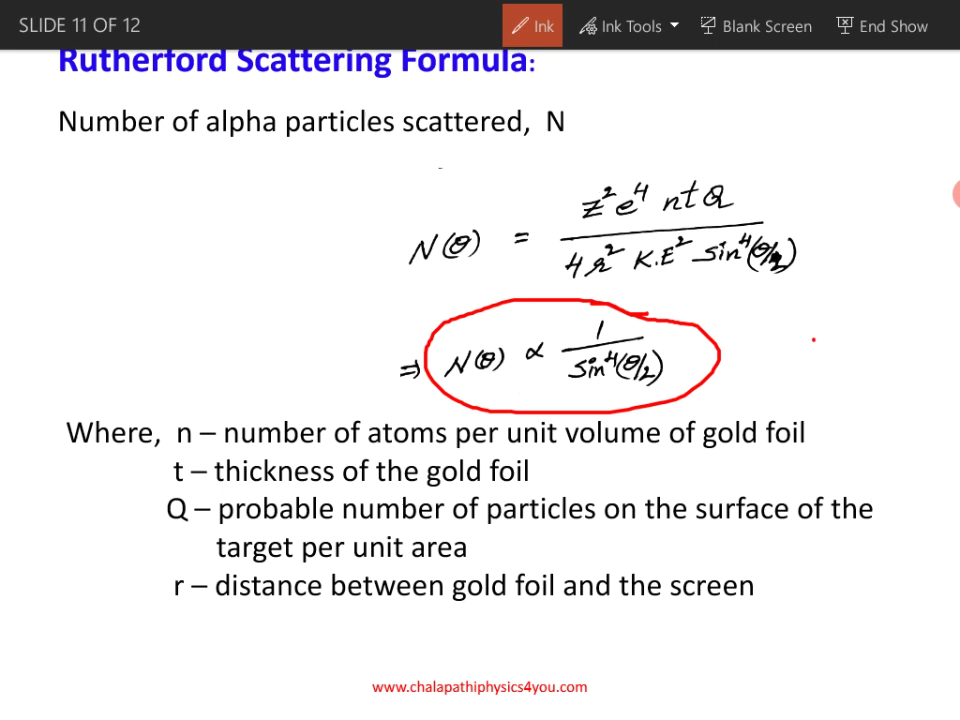 SLIDE 11 OF 12
Ink
Ink Tools
Blank Screen
End Show
Rutherford Scattering Formula:
Number of alpha particles scattered, N
N(θ) = z²e⁴ntQ / 4r² K.E² sin⁴(θ/2)
⇒ N(θ) ∝ 1 / sin⁴(θ/2)
Where, n – number of atoms per unit volume of gold foil
t – thickness of the gold foil
Q – probable number of particles on the surface of the
target per unit area
r – distance between gold foil and the screen
www.chalapathiphysics4you.com